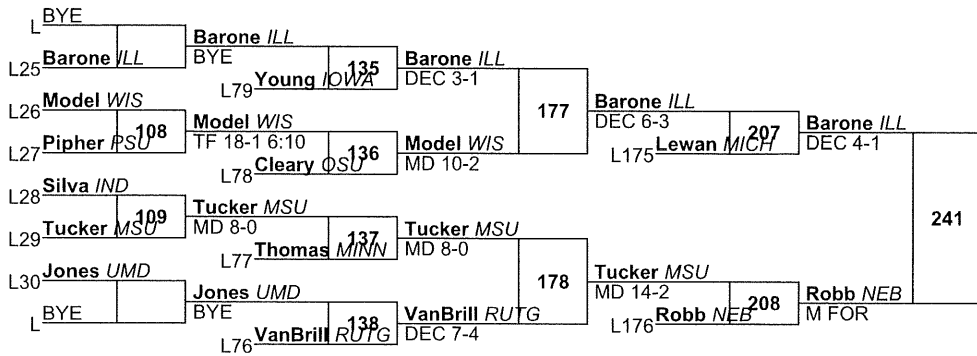 L BYE
L25 Barone ILL
Barone ILL
BYE
L79 Young IOWA
135
Barone ILL
DEC 3-1
L26 Model WIS
L27 Pipher PSU
108
Model WIS
TF 18-1 6:10
L78 Cleary OSU
136
Model WIS
MD 10-2
177
Barone ILL
DEC 6-3
L175 Lewan MICH
207
Barone ILL
DEC 4-1
L28 Silva IND
L29 Tucker MSU
109
Tucker MSU
MD 8-0
L77 Thomas MINN
137
Tucker MSU
MD 8-0
L30 Jones UMD
L BYE
Jones UMD
BYE
L76 VanBrill RUTG
138
VanBrill RUTG
DEC 7-4
178
Tucker MSU
MD 14-2
L176 Robb NEB
208
Robb NEB
M FOR
241